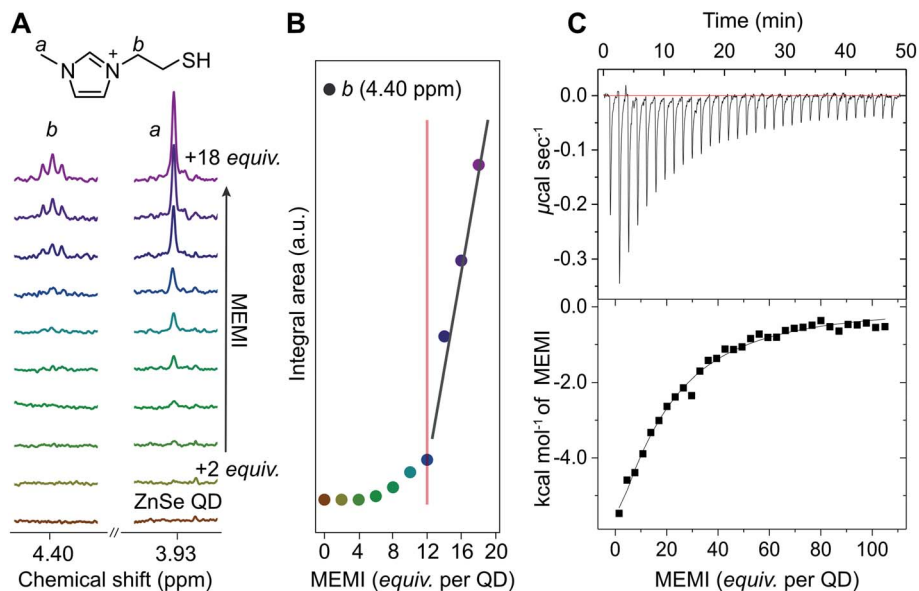 A
a
b
N
+
N
SH
b
a
+18 equiv.
MEMI
+2 equiv.
ZnSe QD
4.40
//
3.93
Chemical shift (ppm)
B
b (4.40 ppm)
Integral area (a.u.)
0 4 8 12 16 20
MEMI (equiv. per QD)
C
Time (min)
0 10 20 30 40 50
0.0
-0.1
-0.2
-0.3
µcal sec⁻¹
0.0
-2.0
-4.0
kcal mol⁻¹ of MEMI
0 20 40 60 80 100
MEMI (equiv. per QD)